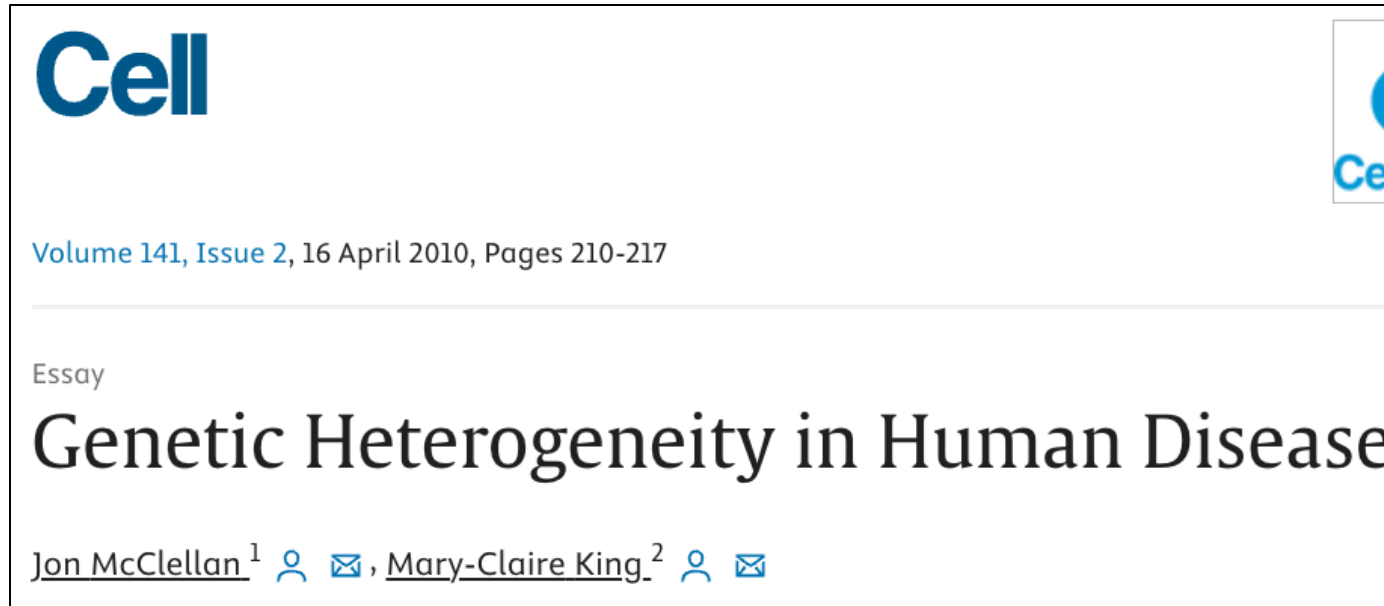 Cell
Ce
Volume 141, Issue 2, 16 April 2010, Pages 210-217
Essay
Genetic Heterogeneity in Human Disease
Jon McClellan 1, Mary-Claire King 2